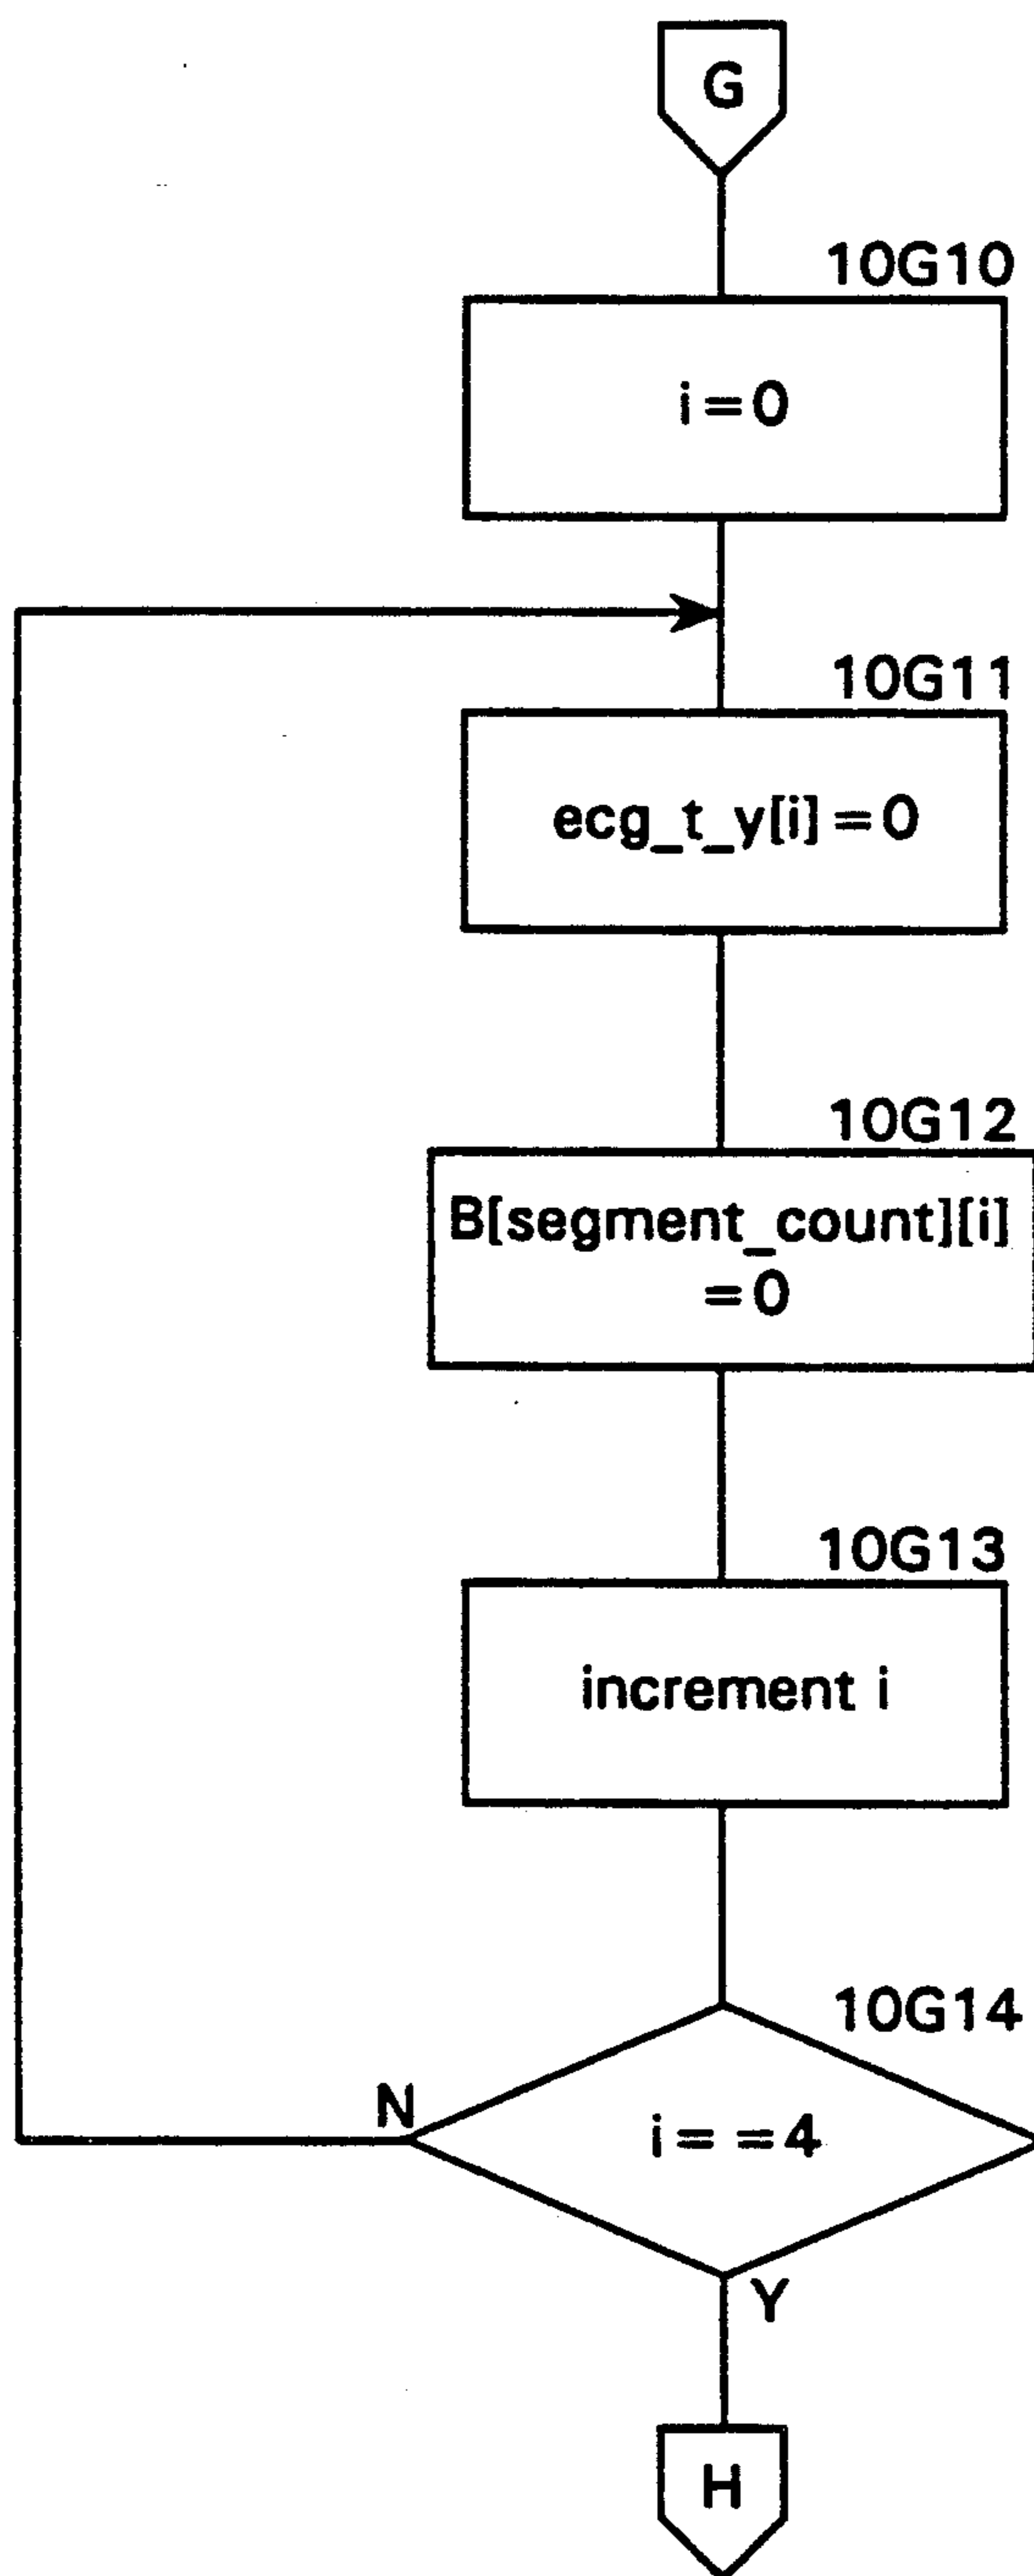 G
10G10
i=0
10G11
ecg_t_y[i]=0
10G12
B[segment_count][i]
=0
10G13
increment i
10G14
N
i==4
Y
H